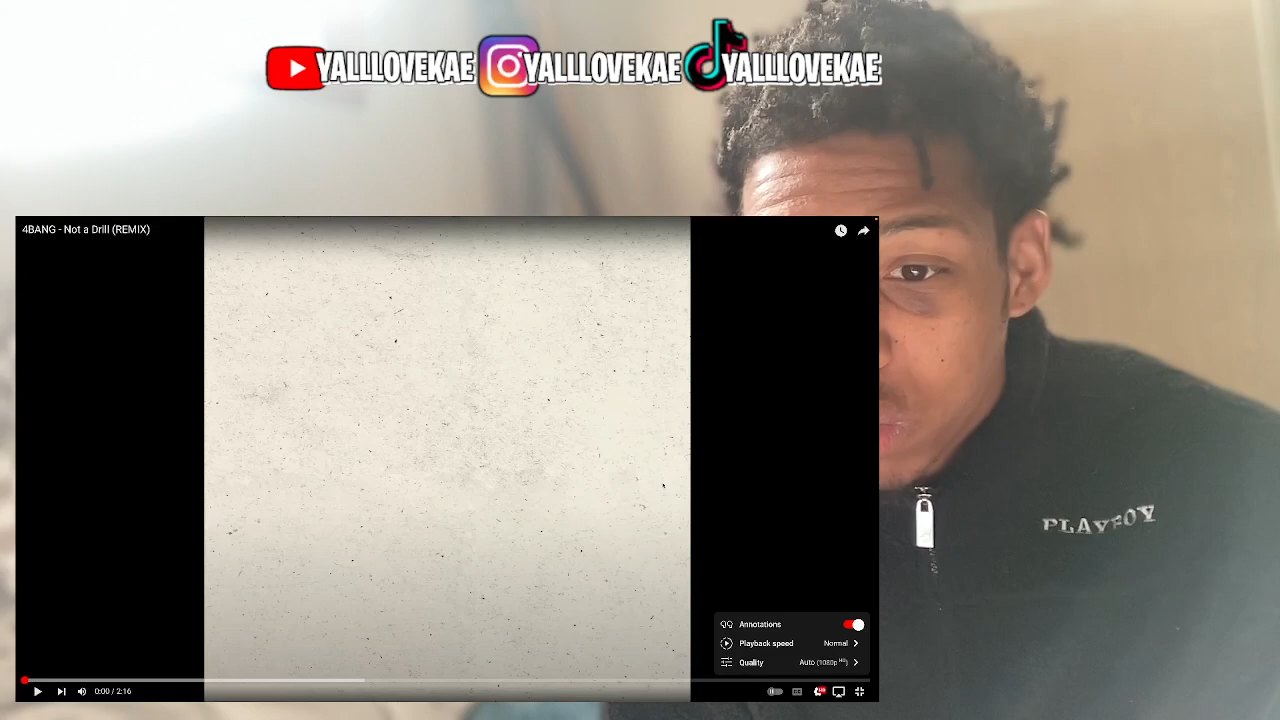 YALLLOVEKAE YALLLOVEKAE YALLLOVEKAE
4BANG - Not a Drill (REMIX)
PLAYBOY
Annotations
Playback speed Normal
Quality Auto (1080p HD)
0:00 / 2:16